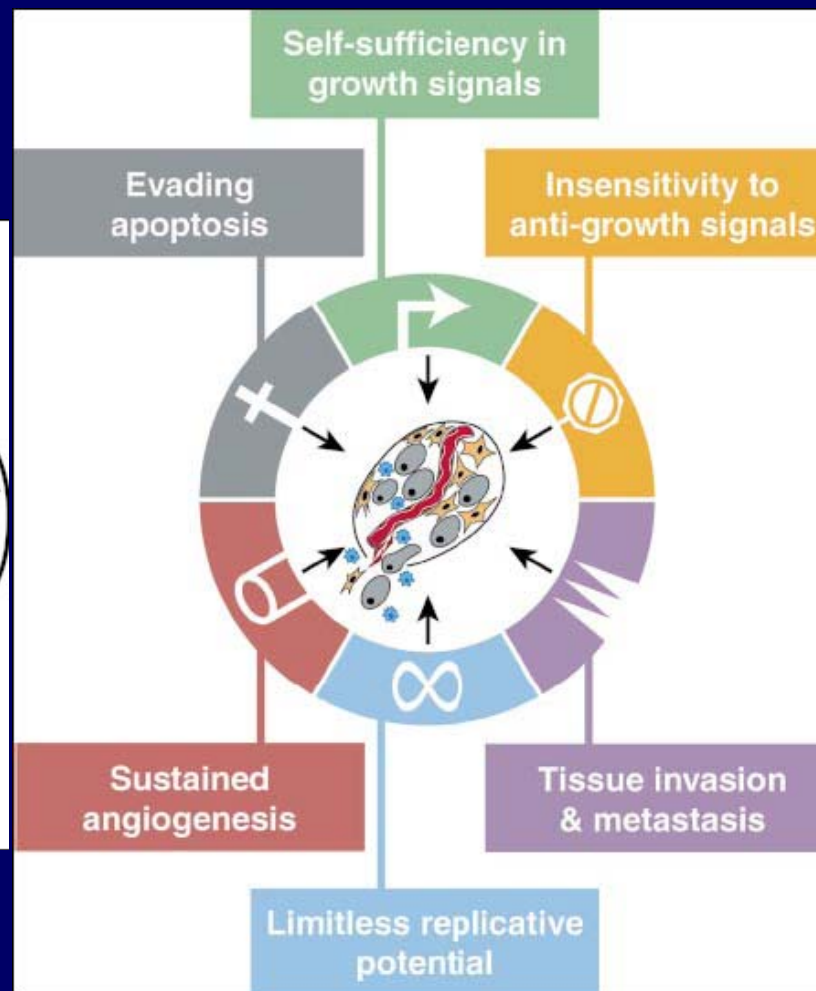 Self-sufficiency in
growth signals
Evading
apoptosis
Insensitivity to
anti-growth signals
Sustained
angiogenesis
Tissue invasion
& metastasis
Limitless replicative
potential